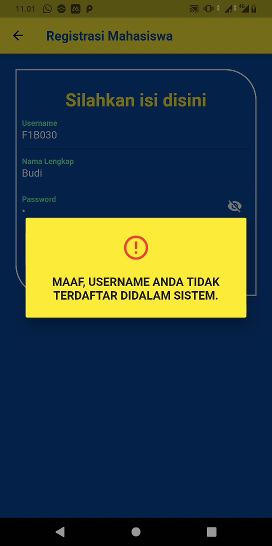 11.01
Registrasi Mahasiswa
Silahkan isi disini
Username
F1B030
Nama Lengkap
Budi
Password
MAAF, USERNAME ANDA TIDAK
TERDAFTAR DIDALAM SISTEM.